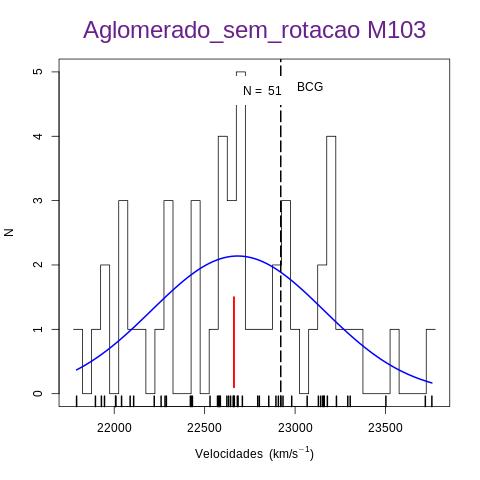 Aglomerado_sem_rotacao M103
N = 51
BCG
5
4
3
2
1
0
N
22000 22500 23000 23500
Velocidades (km/s⁻¹)